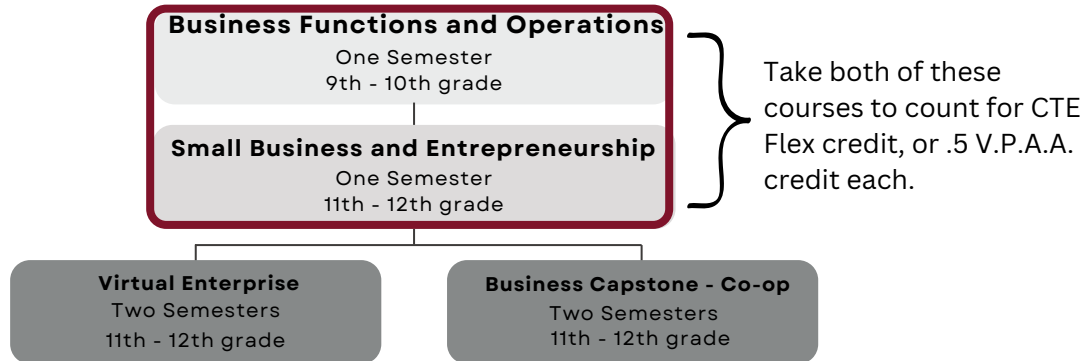 Business Functions and Operations
One Semester
9th - 10th grade
Small Business and Entrepreneurship
One Semester
11th - 12th grade
Take both of these
courses to count for CTE
Flex credit, or .5 V.P.A.A.
credit each.
Virtual Enterprise
Two Semesters
11th - 12th grade
Business Capstone - Co-op
Two Semesters
11th - 12th grade